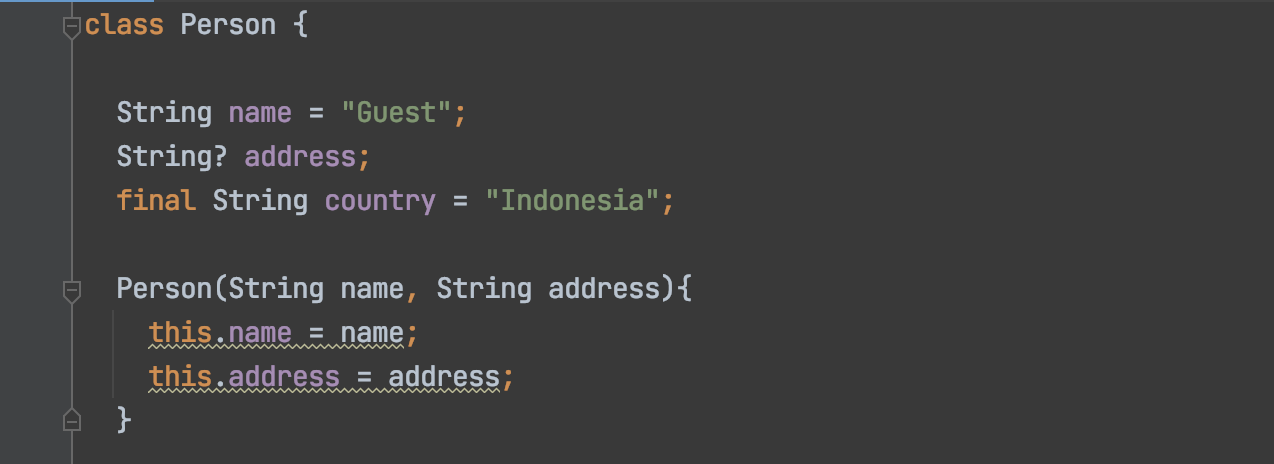 class Person {
String name = "Guest";
String? address;
final String country = "Indonesia";
Person(String name, String address){
this.name = name;
this.address = address;
}